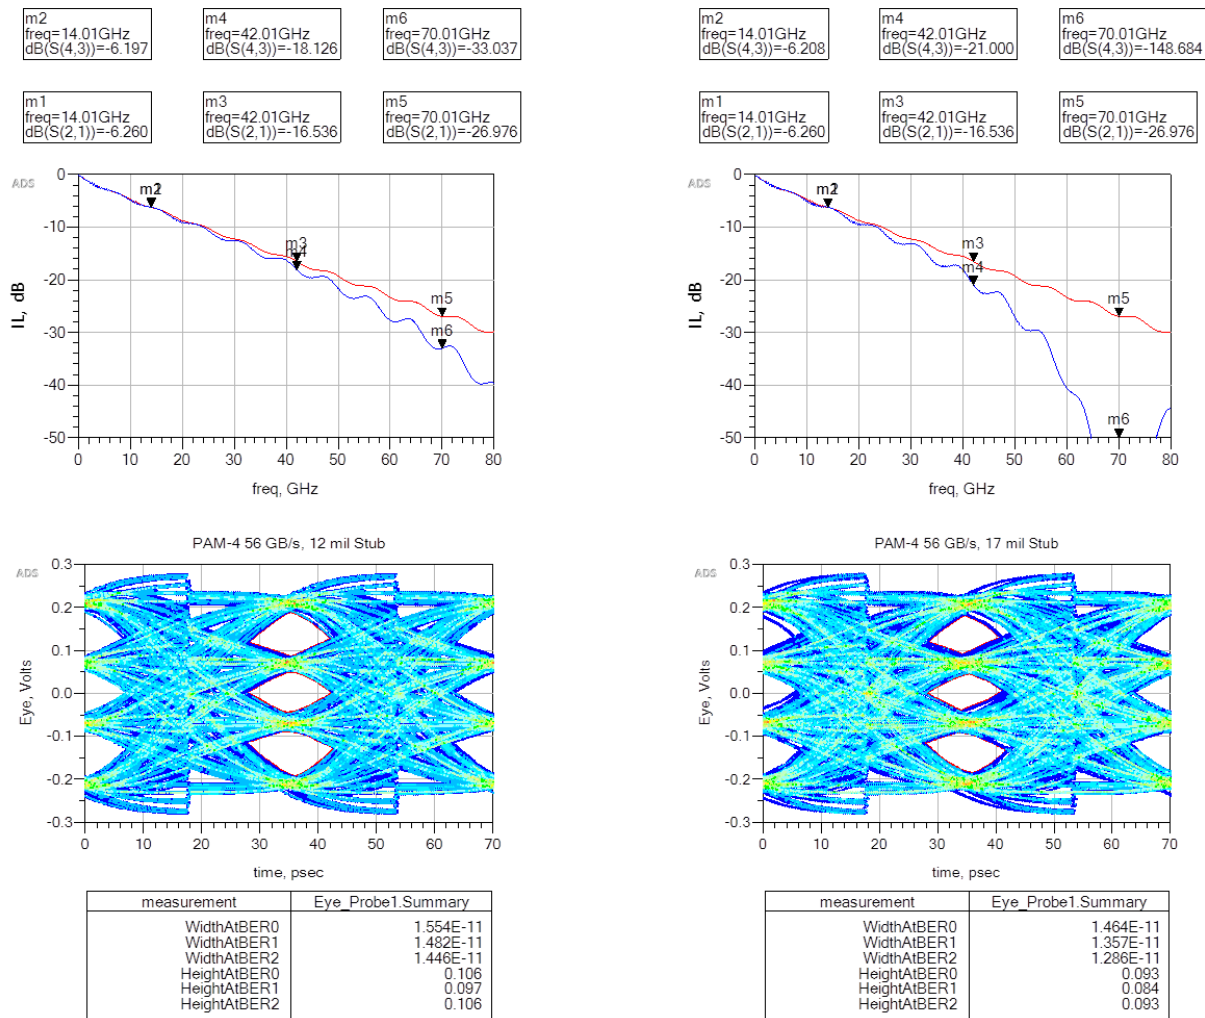 m2
freq=14.01GHz
dB(S(4,3))=-6.197
m4
freq=42.01GHz
dB(S(4,3))=-18.126
m6
freq=70.01GHz
dB(S(4,3))=-33.037
m1
freq=14.01GHz
dB(S(2,1))=-6.260
m3
freq=42.01GHz
dB(S(2,1))=-16.536
m5
freq=70.01GHz
dB(S(2,1))=-26.976
ADS
0
-10
-20
-30
-40
-50
IL, dB
m3
m5
m6
0 10 20 30 40 50 60 70 80
freq, GHz
PAM-4 56 GB/s, 12 mil Stub
ADS
0.3
0.2
0.1
0.0
-0.1
-0.2
-0.3
Eye, Volts
0 10 20 30 40 50 60 70
time, psec
measurement Eye_Probe1.Summary
WidthAtBER0 1.554E-11
WidthAtBER1 1.482E-11
WidthAtBER2 1.446E-11
HeightAtBER0 0.106
HeightAtBER1 0.097
HeightAtBER2 0.106
m2
freq=14.01GHz
dB(S(4,3))=-6.208
m4
freq=42.01GHz
dB(S(4,3))=-21.000
m6
freq=70.01GHz
dB(S(4,3))=-148.684
m1
freq=14.01GHz
dB(S(2,1))=-6.260
m3
freq=42.01GHz
dB(S(2,1))=-16.536
m5
freq=70.01GHz
dB(S(2,1))=-26.976
ADS
0
-10
-20
-30
-40
-50
IL, dB
m3
m4
m5
m6
0 10 20 30 40 50 60 70 80
freq, GHz
PAM-4 56 GB/s, 17 mil Stub
ADS
0.3
0.2
0.1
0.0
-0.1
-0.2
-0.3
Eye, Volts
0 10 20 30 40 50 60 70
time, psec
measurement Eye_Probe1.Summary
WidthAtBER0 1.464E-11
WidthAtBER1 1.357E-11
WidthAtBER2 1.286E-11
HeightAtBER0 0.093
HeightAtBER1 0.084
HeightAtBER2 0.093